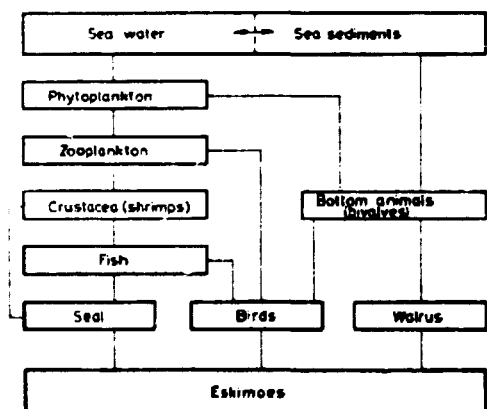 Sea water
Sea sediments
Phytoplankton
Zooplankton
Crustacea (shrimps)
Bottom animals
(bivalves)
Fish
Seal
Birds
Walrus
Eskimoes